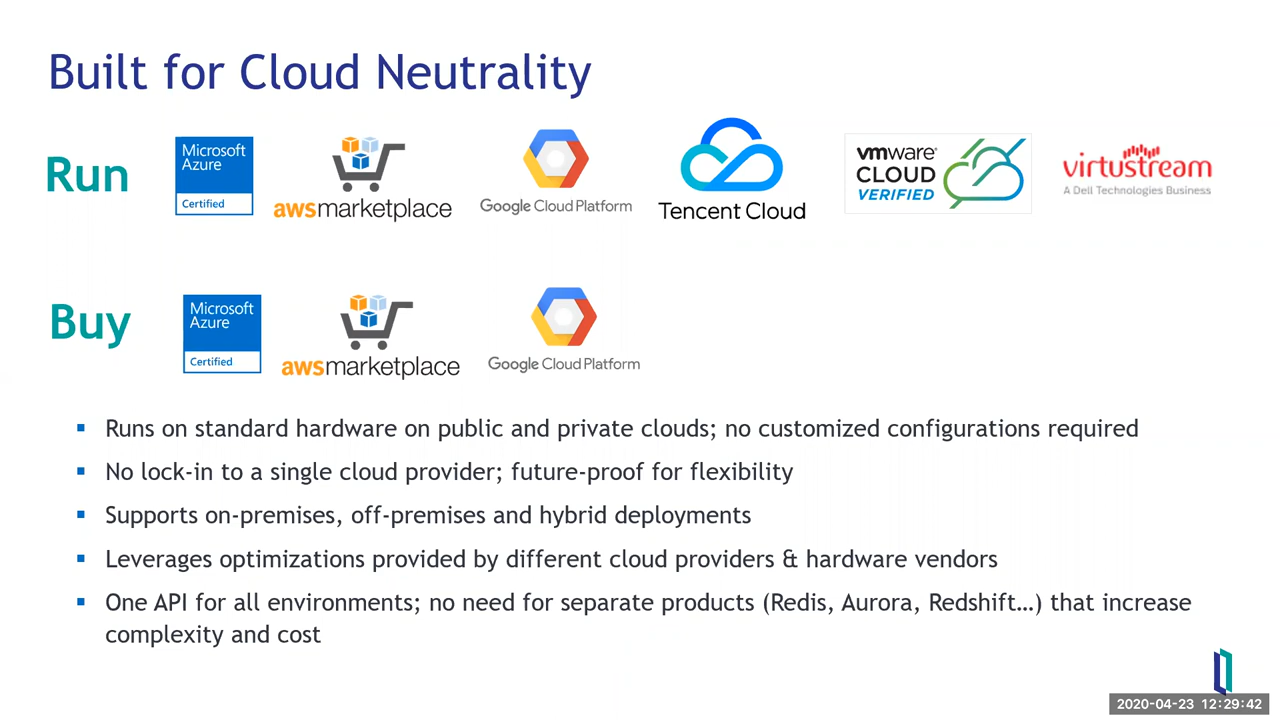 Built for Cloud Neutrality
Run
Microsoft
Azure
Certified
awsmarketplace
Google Cloud Platform
Tencent Cloud
vmware®
CLOUD
VERIFIED
virtustream
A Dell Technologies Business
Buy
Microsoft
Azure
Certified
awsmarketplace
Google Cloud Platform
Runs on standard hardware on public and private clouds; no customized configurations required
No lock-in to a single cloud provider; future-proof for flexibility
Supports on-premises, off-premises and hybrid deployments
Leverages optimizations provided by different cloud providers & hardware vendors
One API for all environments; no need for separate products (Redis, Aurora, Redshift…) that increase
complexity and cost
2020-04-23 12:29:42